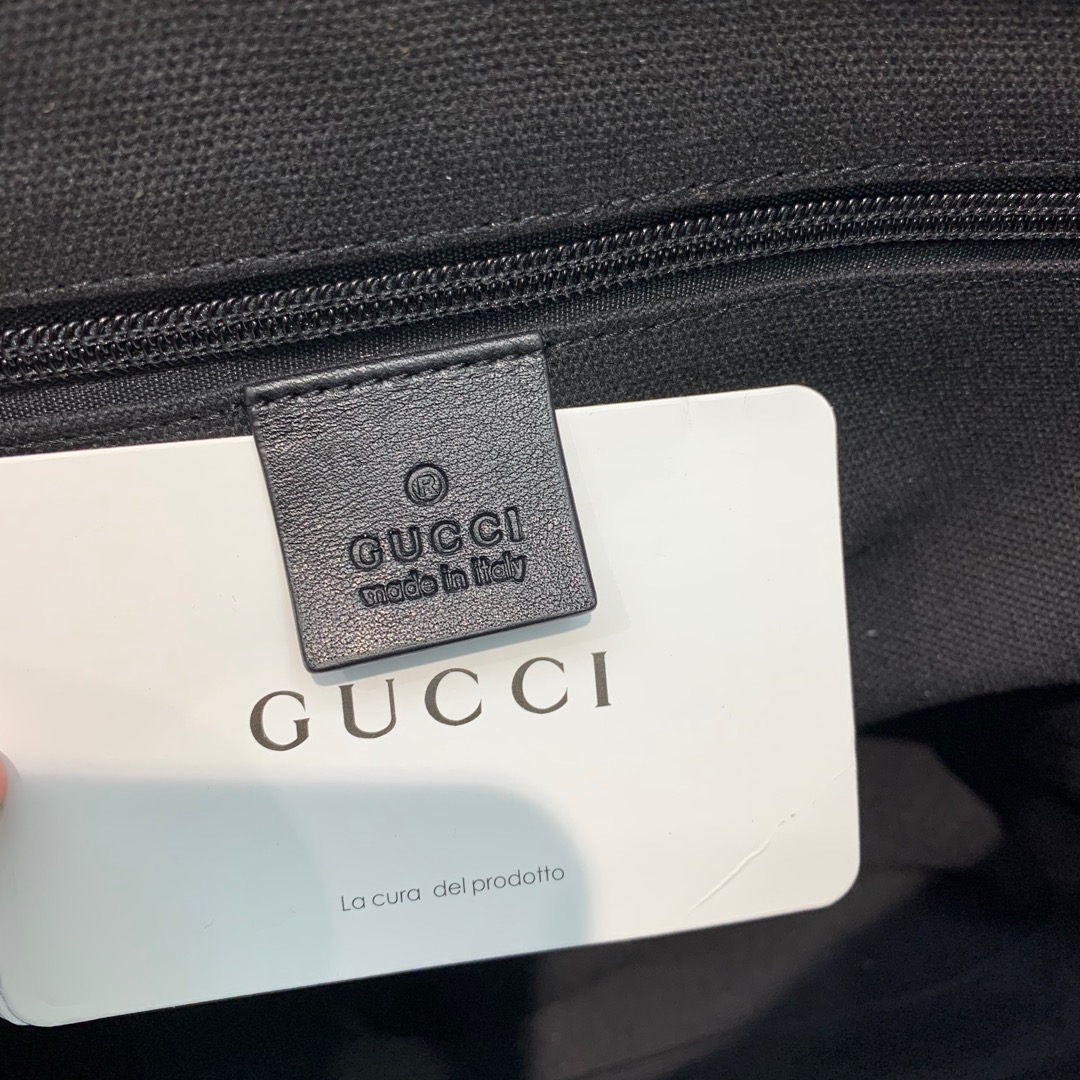 ®
GUCCI
made in italy
GUCCI
La cura del prodotto